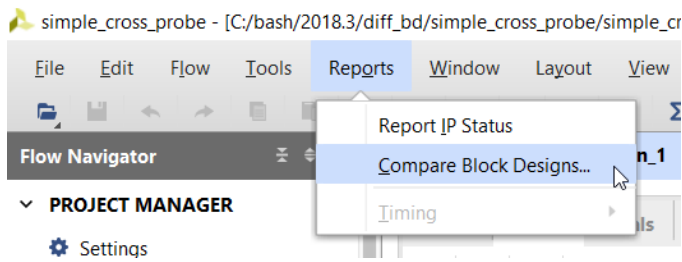 simple_cross_probe - [C:/bash/2018.3/diff_bd/simple_cross_probe/simple_cr
File Edit Flow Tools Reports Window Layout View
Report IP Status
Flow Navigator
Compare Block Designs...
n_1
PROJECT MANAGER
Timing
ls
Settings